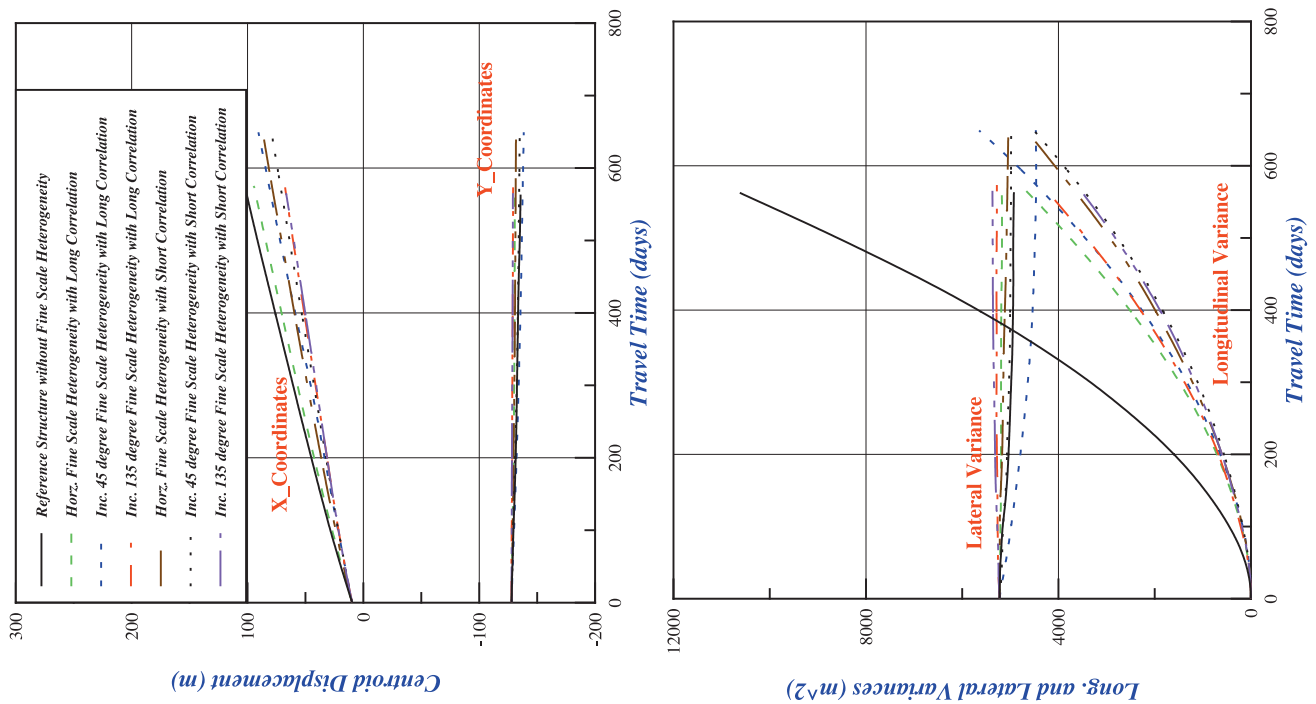 300
200
100
0
-100
-200
0
200
400
600
800
Centroid Displacement (m)
Travel Time (days)
Reference Structure without Fine Scale Heterogeneity
Horz. Fine Scale Heterogeneity with Long Correlation
Inc. 45 degree Fine Scale Heterogeneity with Long Correlation
Inc. 135 degree Fine Scale Heterogeneity with Long Correlation
Horz. Fine Scale Heterogeneity with Short Correlation
Inc. 45 degree Fine Scale Heterogeneity with Short Correlation
Inc. 135 degree Fine Scale Heterogeneity with Short Correlation
X_Coordinates
Y_Coordinates
12000
8000
4000
0
0
200
400
600
800
Long. and Lateral Variances (m^2)
Travel Time (days)
Lateral Variance
Longitudinal Variance